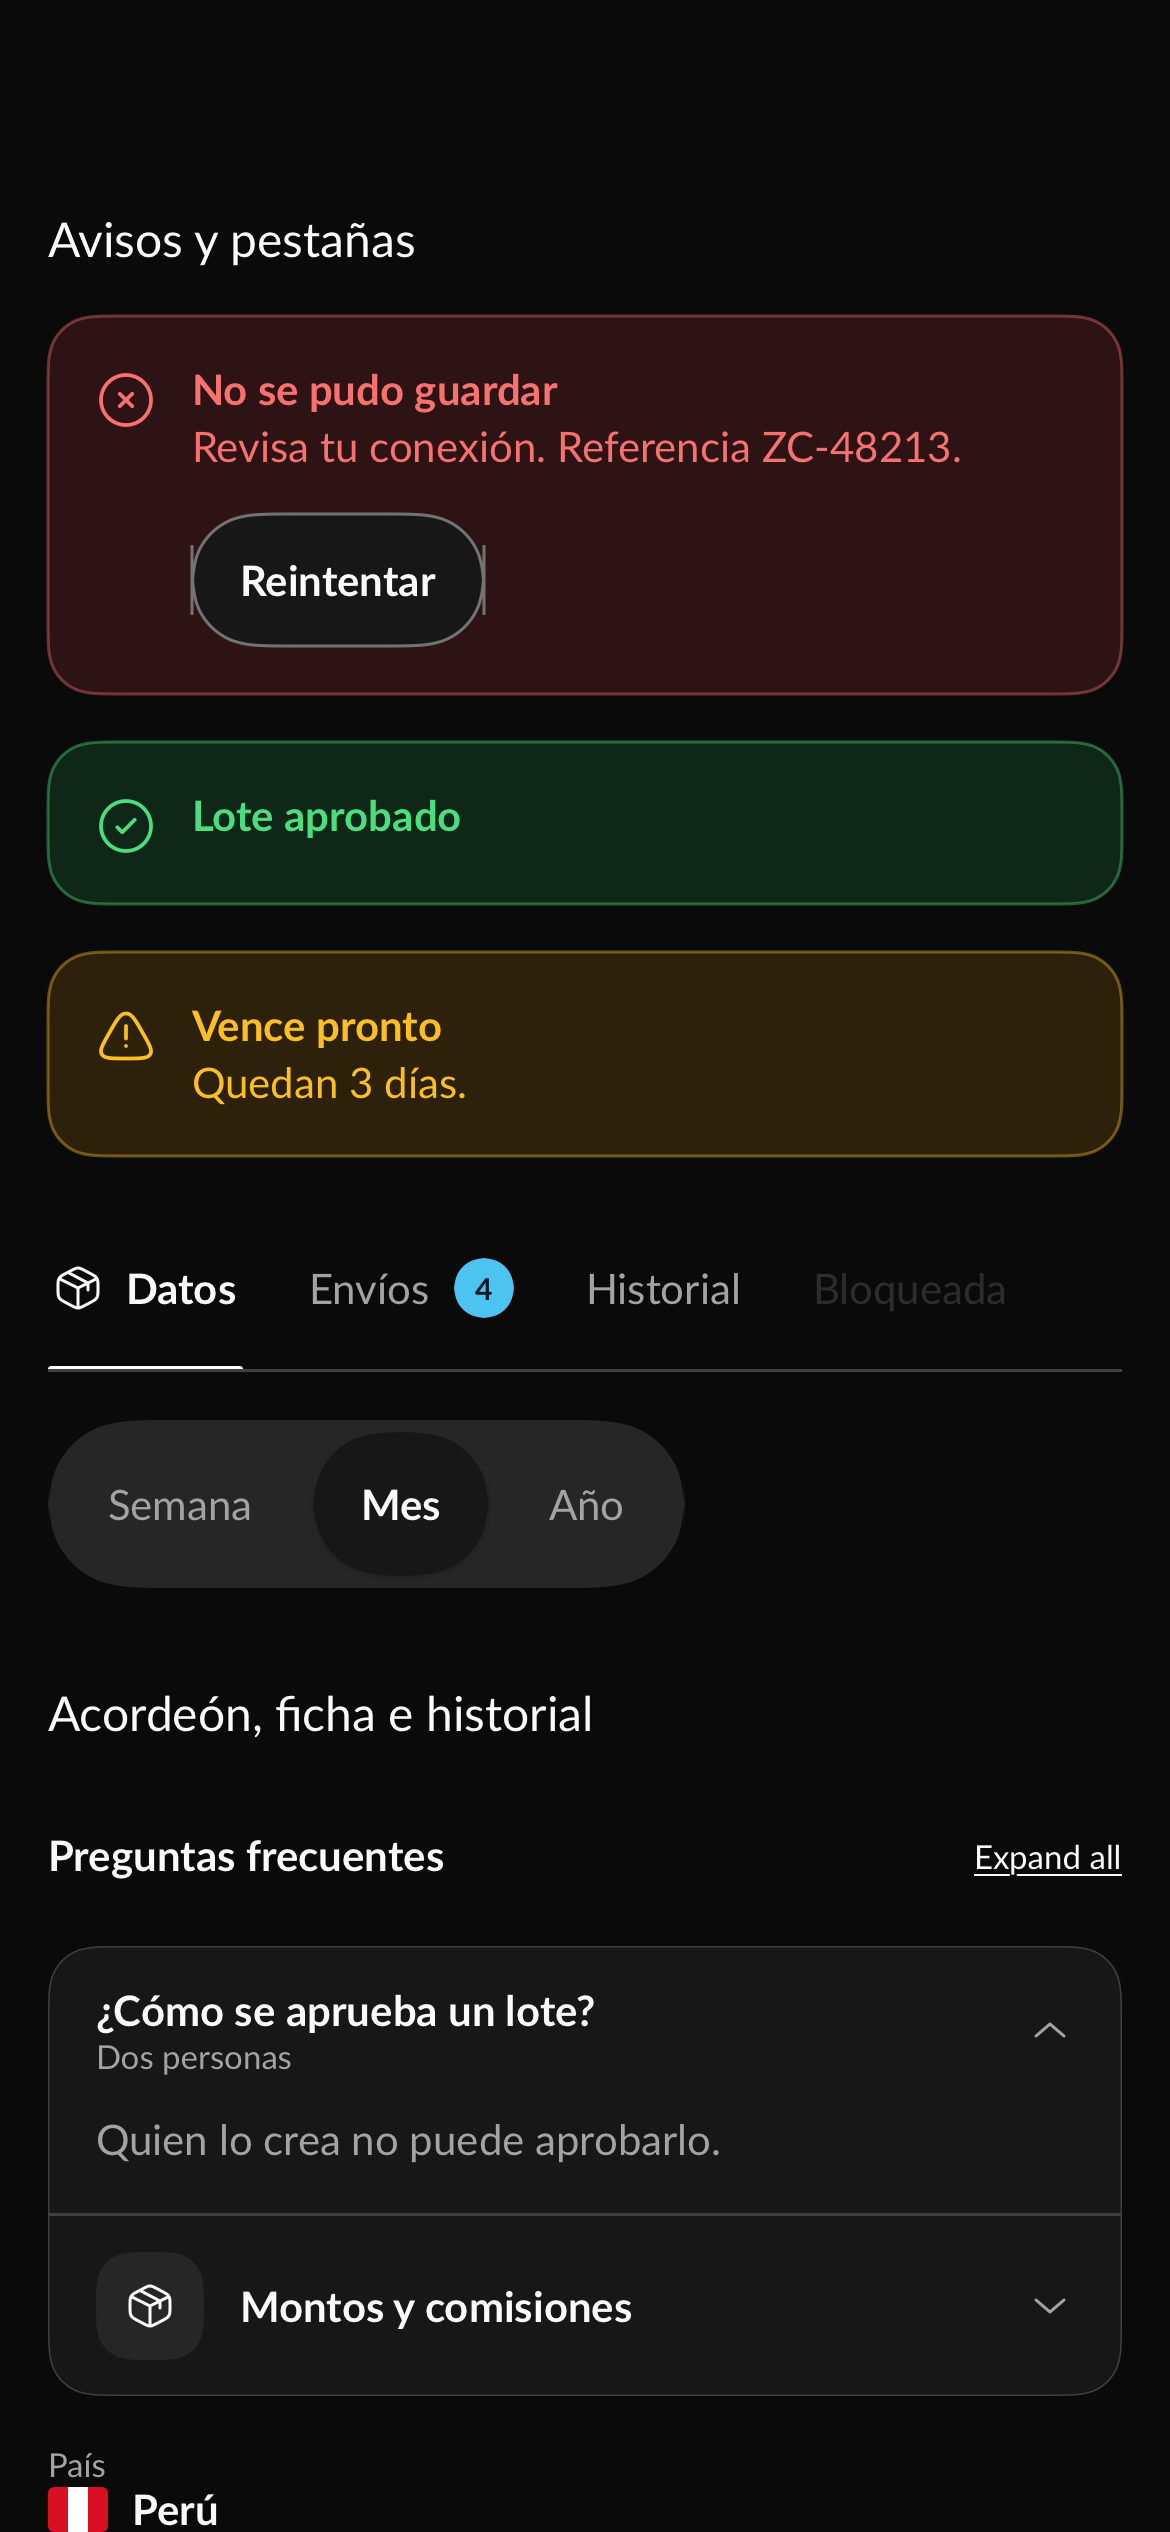 Avisos y pestañas
No se pudo guardar
Revisa tu conexión. Referencia ZC-48213.
Reintentar
Lote aprobado
Vence pronto
Quedan 3 días.
Datos Envíos 4 Historial Bloqueada
Semana Mes Año
Acordeón, ficha e historial
Preguntas frecuentes Expand all
¿Cómo se aprueba un lote?
Dos personas
Quien lo crea no puede aprobarlo.
Montos y comisiones
País
Perú